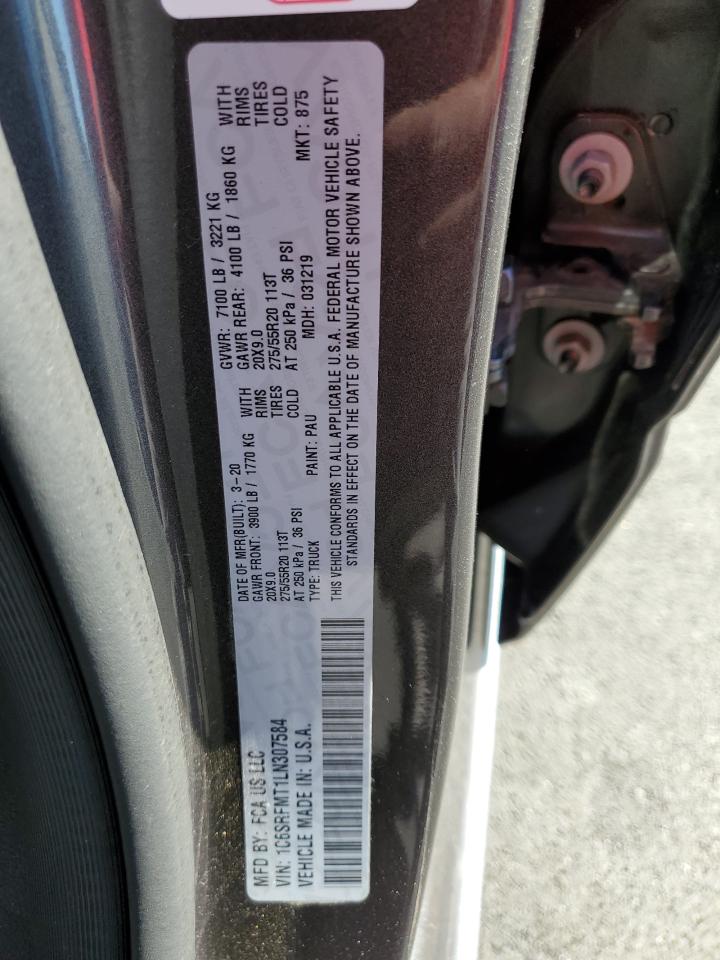 MFD BY: FCA US LLC
VIN: 1C6SRFMT1LN307584
VEHICLE MADE IN: U.S.A.
DATE OF MFR(BUILT): 3-20
GAWR FRONT: 3900 LB / 1770 KG WITH
20X9.0 RIMS
275/55R20 113T TIRES
AT 250 kPa / 36 PSI COLD
TYPE: TRUCK PAINT: PAU
GVWR: 7100 LB / 3221 KG
GAWR REAR: 4100 LB / 1860 KG WITH
20X9.0 RIMS
275/55R20 113T TIRES
AT 250 kPa / 36 PSI COLD
MDH: 031219 MKT: 875
THIS VEHICLE CONFORMS TO ALL APPLICABLE U.S.A. FEDERAL MOTOR VEHICLE SAFETY
STANDARDS IN EFFECT ON THE DATE OF MANUFACTURE SHOWN ABOVE.